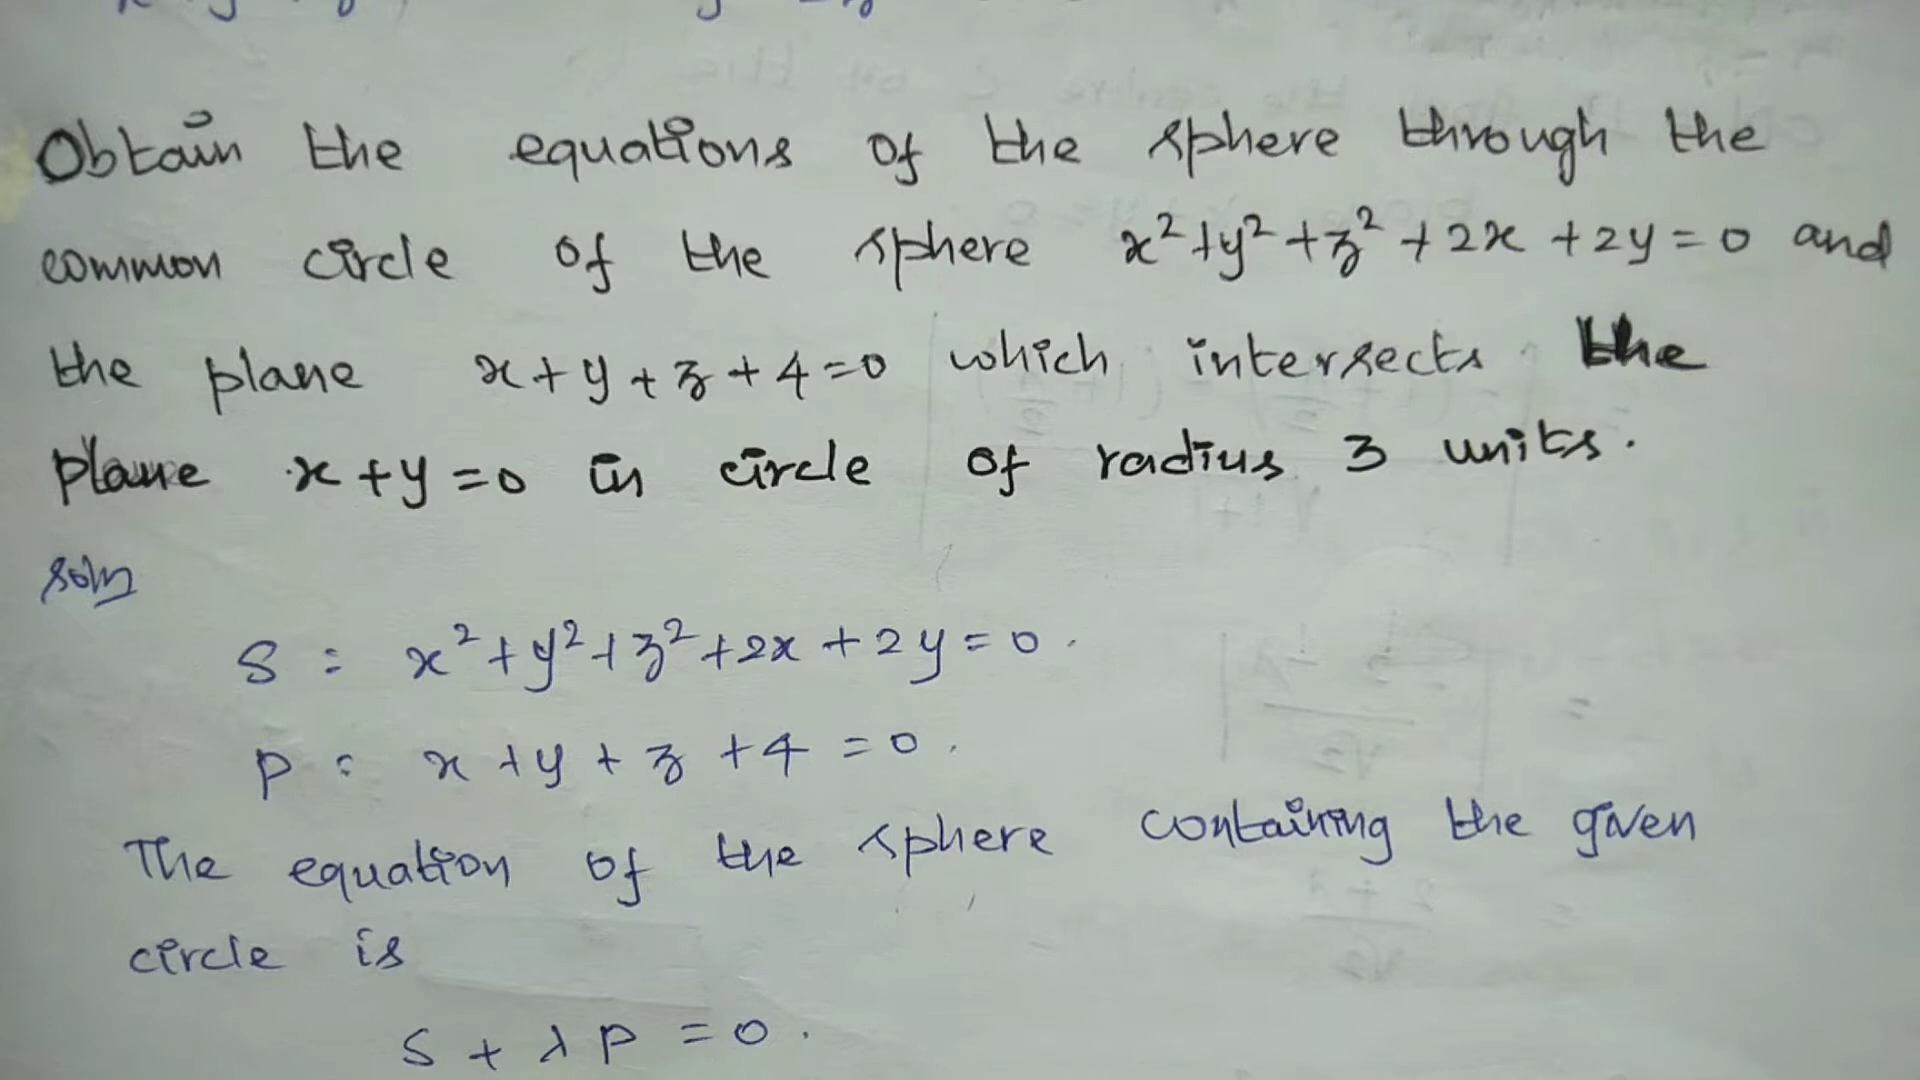 Obtain the equations of the sphere through the
common circle of the sphere x²+y²+z²+2x+2y=0 and
the plane x+y+z+4=0 which intersects the
plane x+y=0 in circle of radius 3 units.
soln
S = x²+y²+z²+2x+2y=0.
P = x+y+z+4=0.
The equation of the sphere containing the given
circle is
S+λP=0.